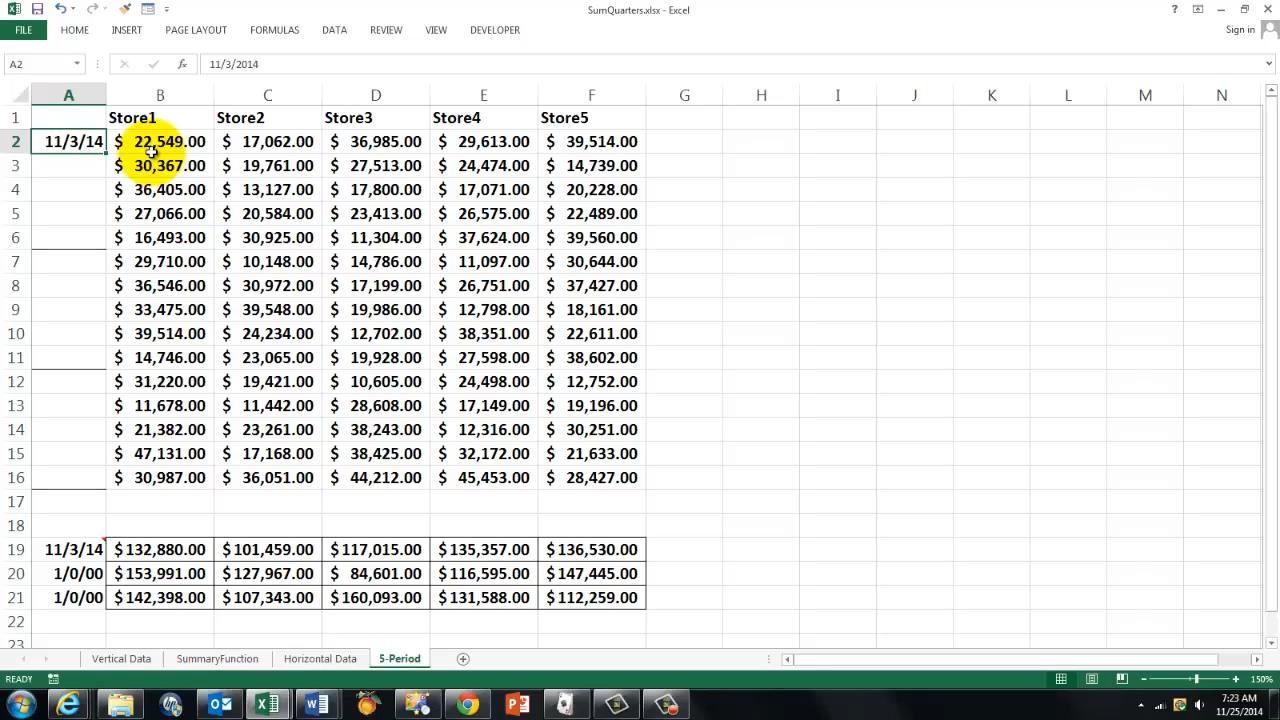 SumQuarters.xlsx - Excel
FILE HOME INSERT PAGE LAYOUT FORMULAS DATA REVIEW VIEW DEVELOPER Sign in
A2 fx 11/3/2014
A B C D E F G H I J K L M N
1 Store1 Store2 Store3 Store4 Store5
2 11/3/14 $ 22,549.00 $ 17,062.00 $ 36,985.00 $ 29,613.00 $ 39,514.00
3 $ 30,367.00 $ 19,761.00 $ 27,513.00 $ 24,474.00 $ 14,739.00
4 $ 36,405.00 $ 13,127.00 $ 17,800.00 $ 17,071.00 $ 20,228.00
5 $ 27,066.00 $ 20,584.00 $ 23,413.00 $ 26,575.00 $ 22,489.00
6 $ 16,493.00 $ 30,925.00 $ 11,304.00 $ 37,624.00 $ 39,560.00
7 $ 29,710.00 $ 10,148.00 $ 14,786.00 $ 11,097.00 $ 30,644.00
8 $ 36,546.00 $ 30,972.00 $ 17,199.00 $ 26,751.00 $ 37,427.00
9 $ 33,475.00 $ 39,548.00 $ 19,986.00 $ 12,798.00 $ 18,161.00
10 $ 39,514.00 $ 24,234.00 $ 12,702.00 $ 38,351.00 $ 22,611.00
11 $ 14,746.00 $ 23,065.00 $ 19,928.00 $ 27,598.00 $ 38,602.00
12 $ 31,220.00 $ 19,421.00 $ 10,605.00 $ 24,498.00 $ 12,752.00
13 $ 11,678.00 $ 11,442.00 $ 28,608.00 $ 17,149.00 $ 19,196.00
14 $ 21,382.00 $ 23,261.00 $ 38,243.00 $ 12,316.00 $ 30,251.00
15 $ 47,131.00 $ 17,168.00 $ 38,425.00 $ 32,172.00 $ 21,633.00
16 $ 30,987.00 $ 36,051.00 $ 44,212.00 $ 45,453.00 $ 28,427.00
17
18
19 11/3/14 $132,880.00 $101,459.00 $117,015.00 $135,357.00 $136,530.00
20 1/0/00 $153,991.00 $127,967.00 $ 84,601.00 $116,595.00 $147,445.00
21 1/0/00 $142,398.00 $107,343.00 $160,093.00 $131,588.00 $112,259.00
22
23
Vertical Data SummaryFunction Horizontal Data 5-Period
READY 150%
7:23 AM
11/25/2014